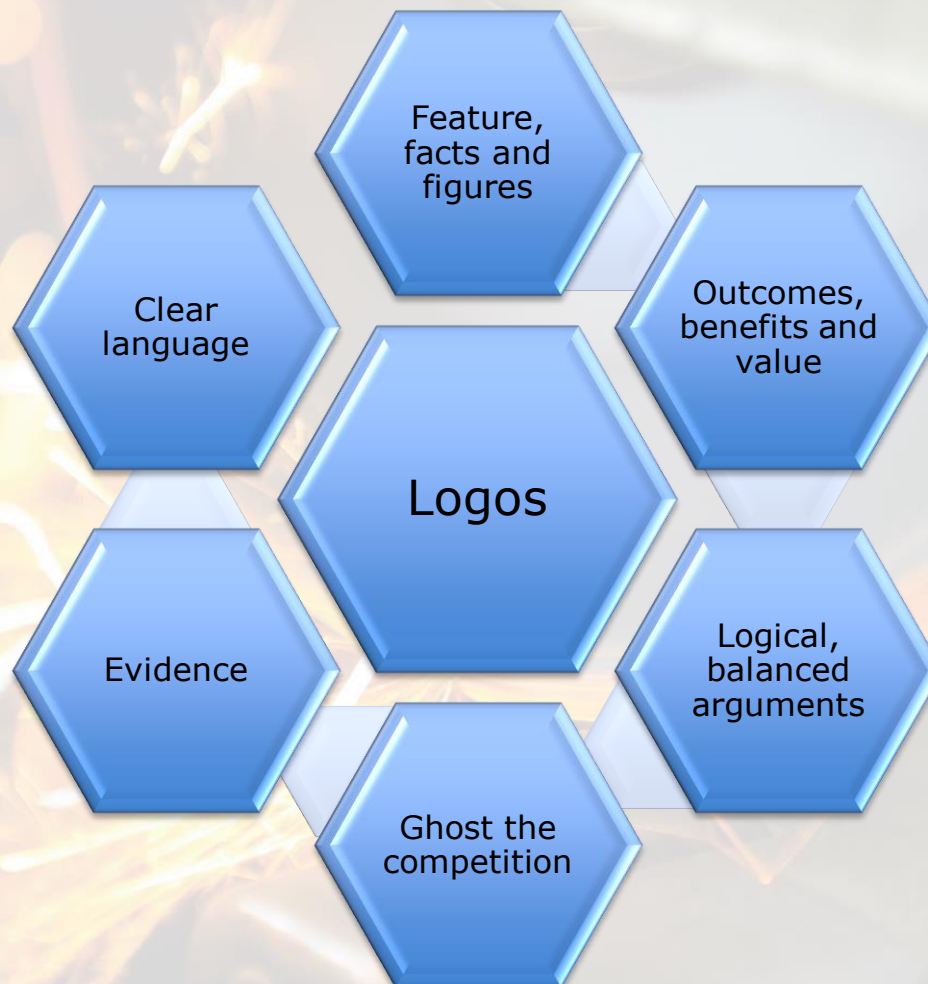 Feature,
facts and
figures
Outcomes,
benefits and
value
Logical,
balanced
arguments
Ghost the
competition
Evidence
Clear
language
Logos